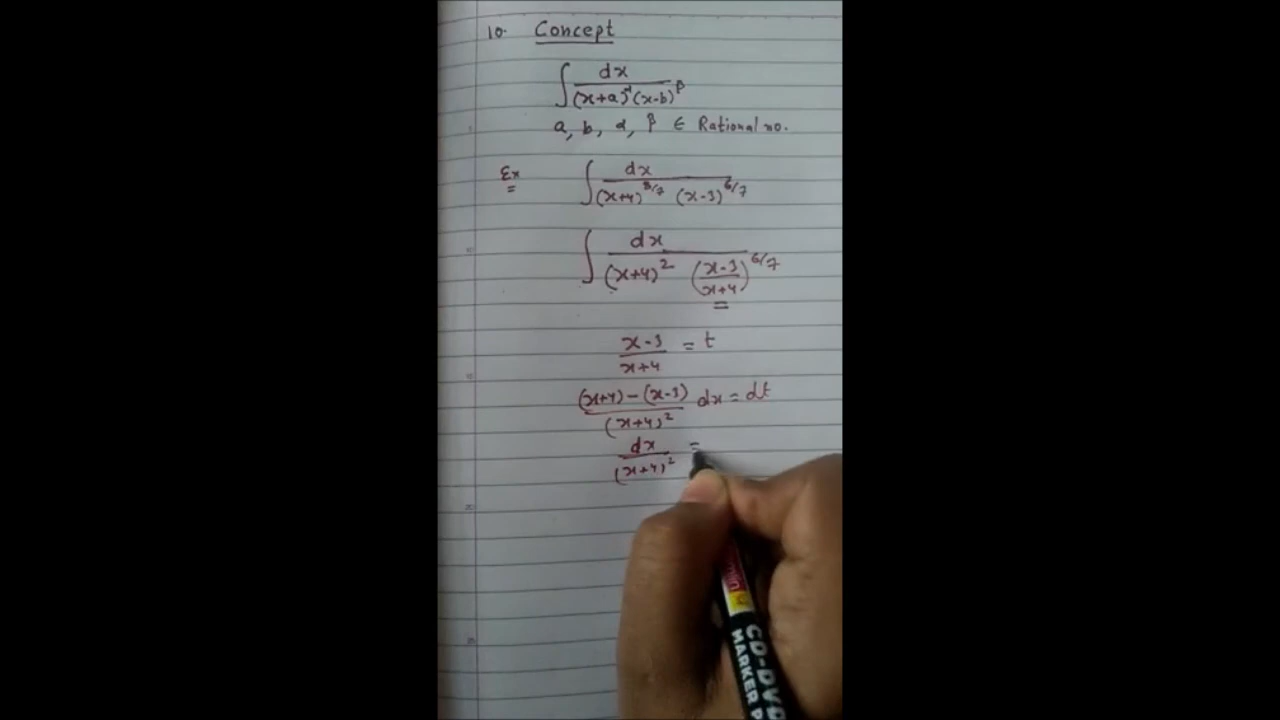 10. Concept
∫ dx / (x+a)^α (x-b)^β
a, b, α, β ∈ Rational no.
Ex ∫ dx / (x+4)^8/7 (x-3)^6/7
∫ dx / (x+4)^2 ((x-3)/(x+4))^6/7
(x-3)/(x+4) = t
((x+4) - (x-3))/(x+4)^2 dx = dt
dx/(x+4)^2 =
CD-DVD
MARKER P